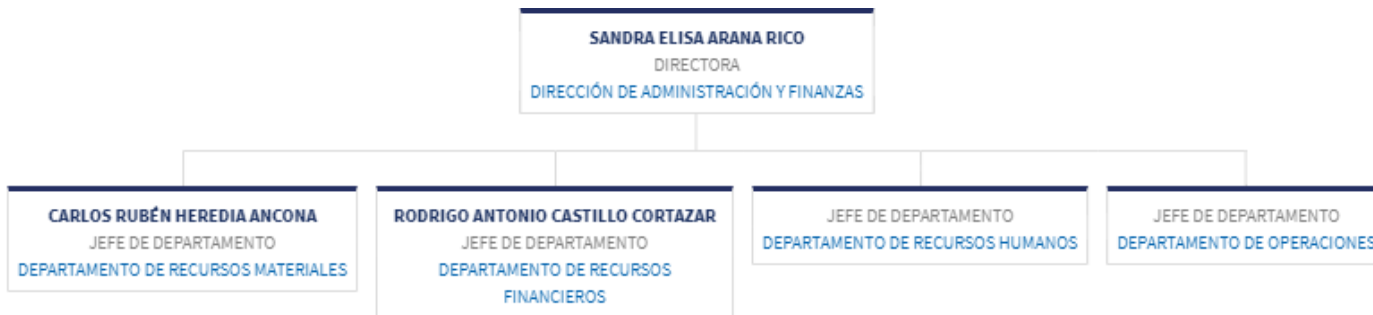 SANDRA ELISA ARANA RICO
DIRECTORA
DIRECCIÓN DE ADMINISTRACIÓN Y FINANZAS
CARLOS RUBÉN HEREDIA ANCONA
JEFE DE DEPARTAMENTO
DEPARTAMENTO DE RECURSOS MATERIALES
RODRIGO ANTONIO CASTILLO CORTAZAR
JEFE DE DEPARTAMENTO
DEPARTAMENTO DE RECURSOS
FINANCIEROS
JEFE DE DEPARTAMENTO
DEPARTAMENTO DE RECURSOS HUMANOS
JEFE DE DEPARTAMENTO
DEPARTAMENTO DE OPERACIONES